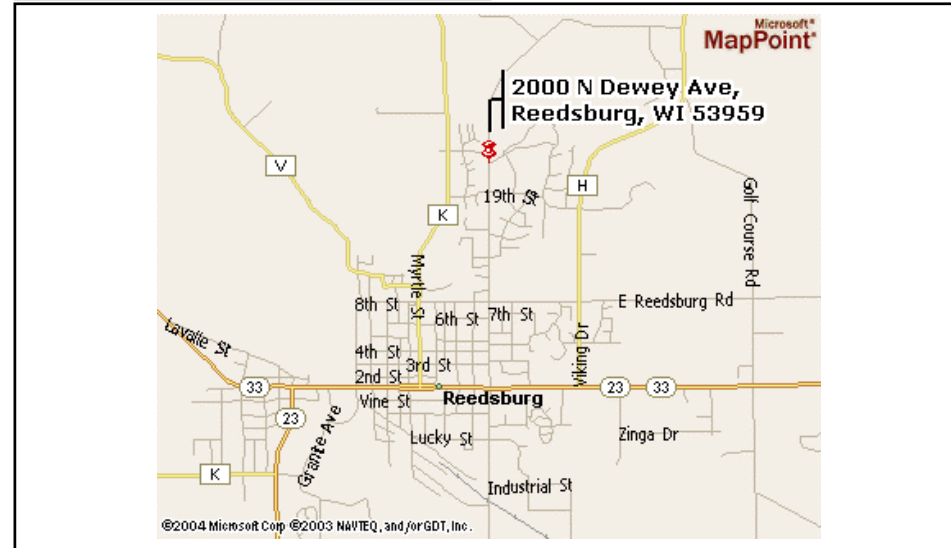 Microsoft®
MapPoint®
2000 N Dewey Ave,
Reedsburg, WI 53959
V
H
19th St
K
Golf Course Rd
Myrtle St
8th St
6th St
7th St
E Reedsburg Rd
Lavalle St
Viking Dr
4th St
3rd St
2nd St
33
23
33
Vine St
Reedsburg
23
Granite Ave
Lucky St
Zinga Dr
K
Industrial St
©2004 Microsoft Corp ©2003 NAVTEQ, and/or GDT, Inc.